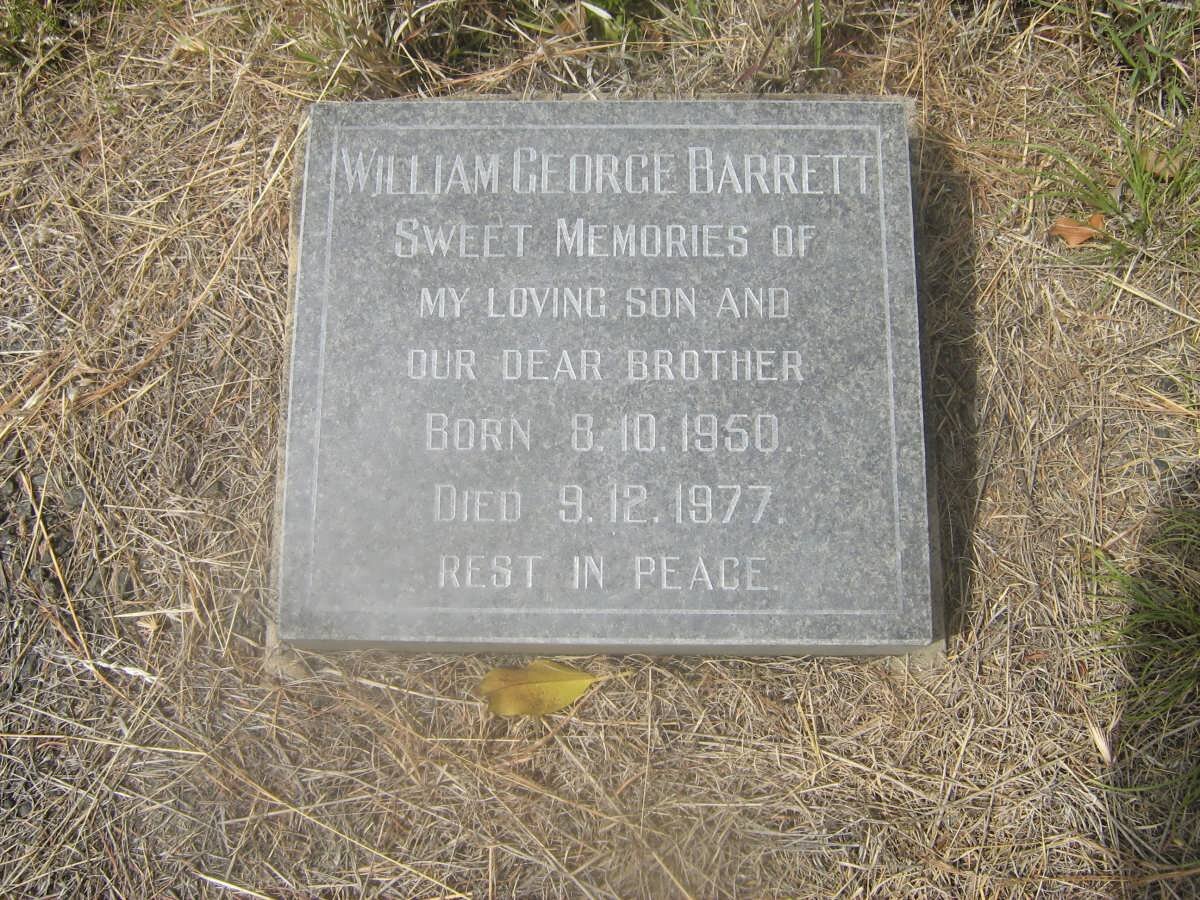 WILLIAM GEORGE BARRETT
SWEET MEMORIES OF
MY LOVING SON AND
OUR DEAR BROTHER
BORN 8.10.1950.
DIED 9.12.1977.
REST IN PEACE.